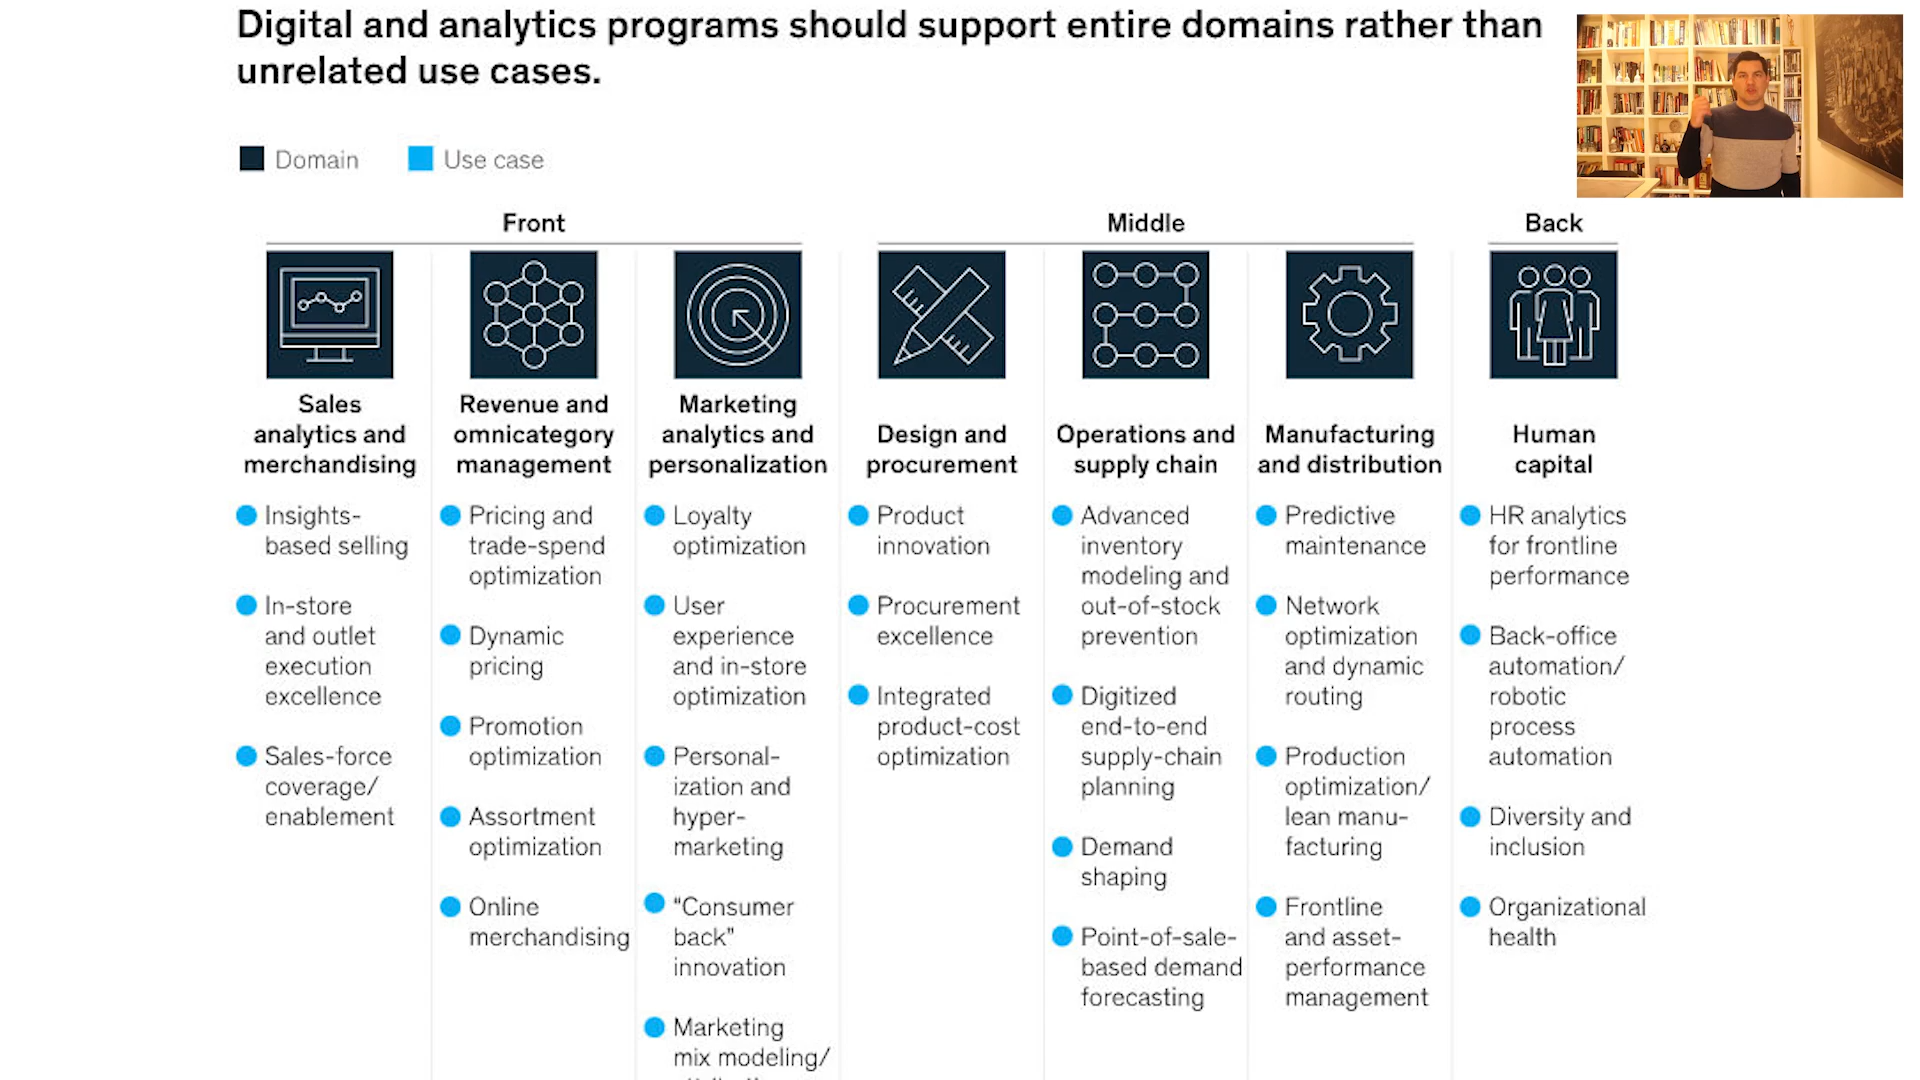 Digital and analytics programs should support entire domains rather than
unrelated use cases.
Domain
Use case
Front
Middle
Back
Sales
analytics and
merchandising
Insights-
based selling
In-store
and outlet
execution
excellence
Sales-force
coverage/
enablement
Revenue and
omnicategory
management
Pricing and
trade-spend
optimization
Dynamic
pricing
Promotion
optimization
Assortment
optimization
Online
merchandising
Marketing
analytics and
personalization
Loyalty
optimization
User
experience
and in-store
optimization
Personal-
ization and
hyper-
marketing
“Consumer
back”
innovation
Marketing
mix modeling/
Design and
procurement
Product
innovation
Procurement
excellence
Integrated
product-cost
optimization
Operations and
supply chain
Advanced
inventory
modeling and
out-of-stock
prevention
Digitized
end-to-end
supply-chain
planning
Demand
shaping
Point-of-sale-
based demand
forecasting
Manufacturing
and distribution
Predictive
maintenance
Network
optimization
and dynamic
routing
Production
optimization/
lean manu-
facturing
Frontline
and asset-
performance
management
Human
capital
HR analytics
for frontline
performance
Back-office
automation/
robotic
process
automation
Diversity and
inclusion
Organizational
health